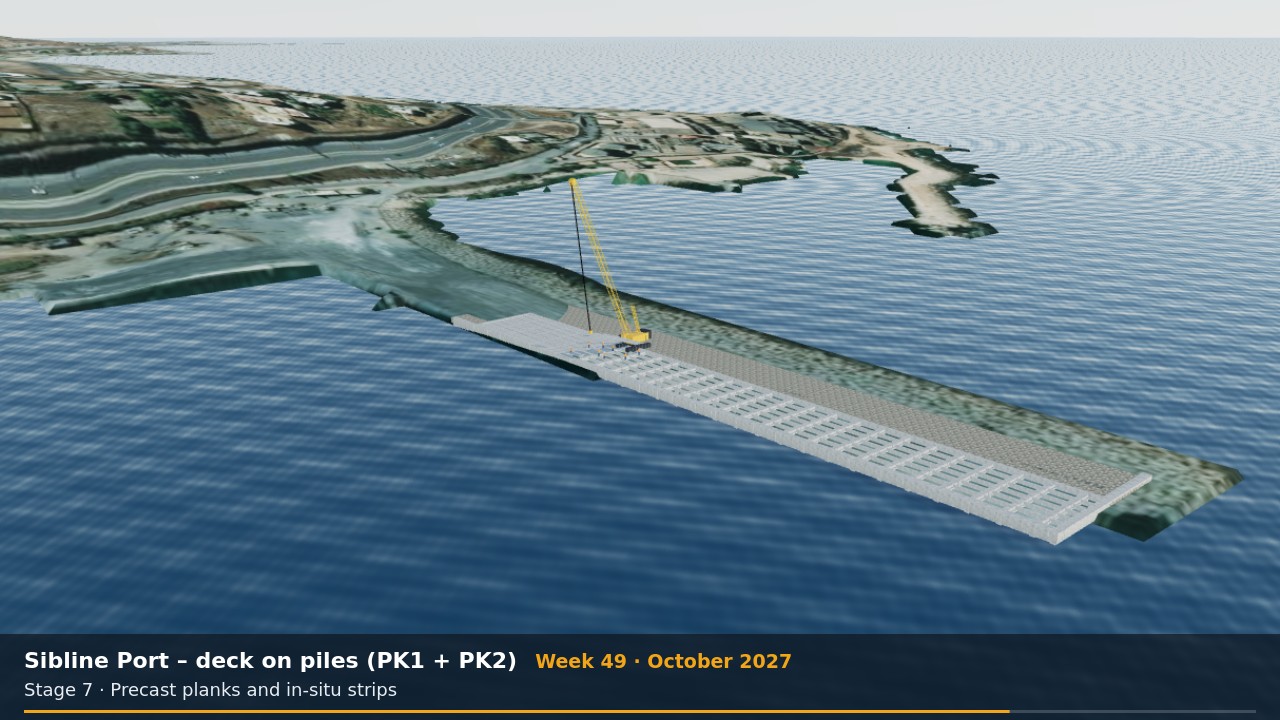 Sibline Port – deck on piles (PK1 + PK2) Week 49 · October 2027
Stage 7 · Precast planks and in-situ strips